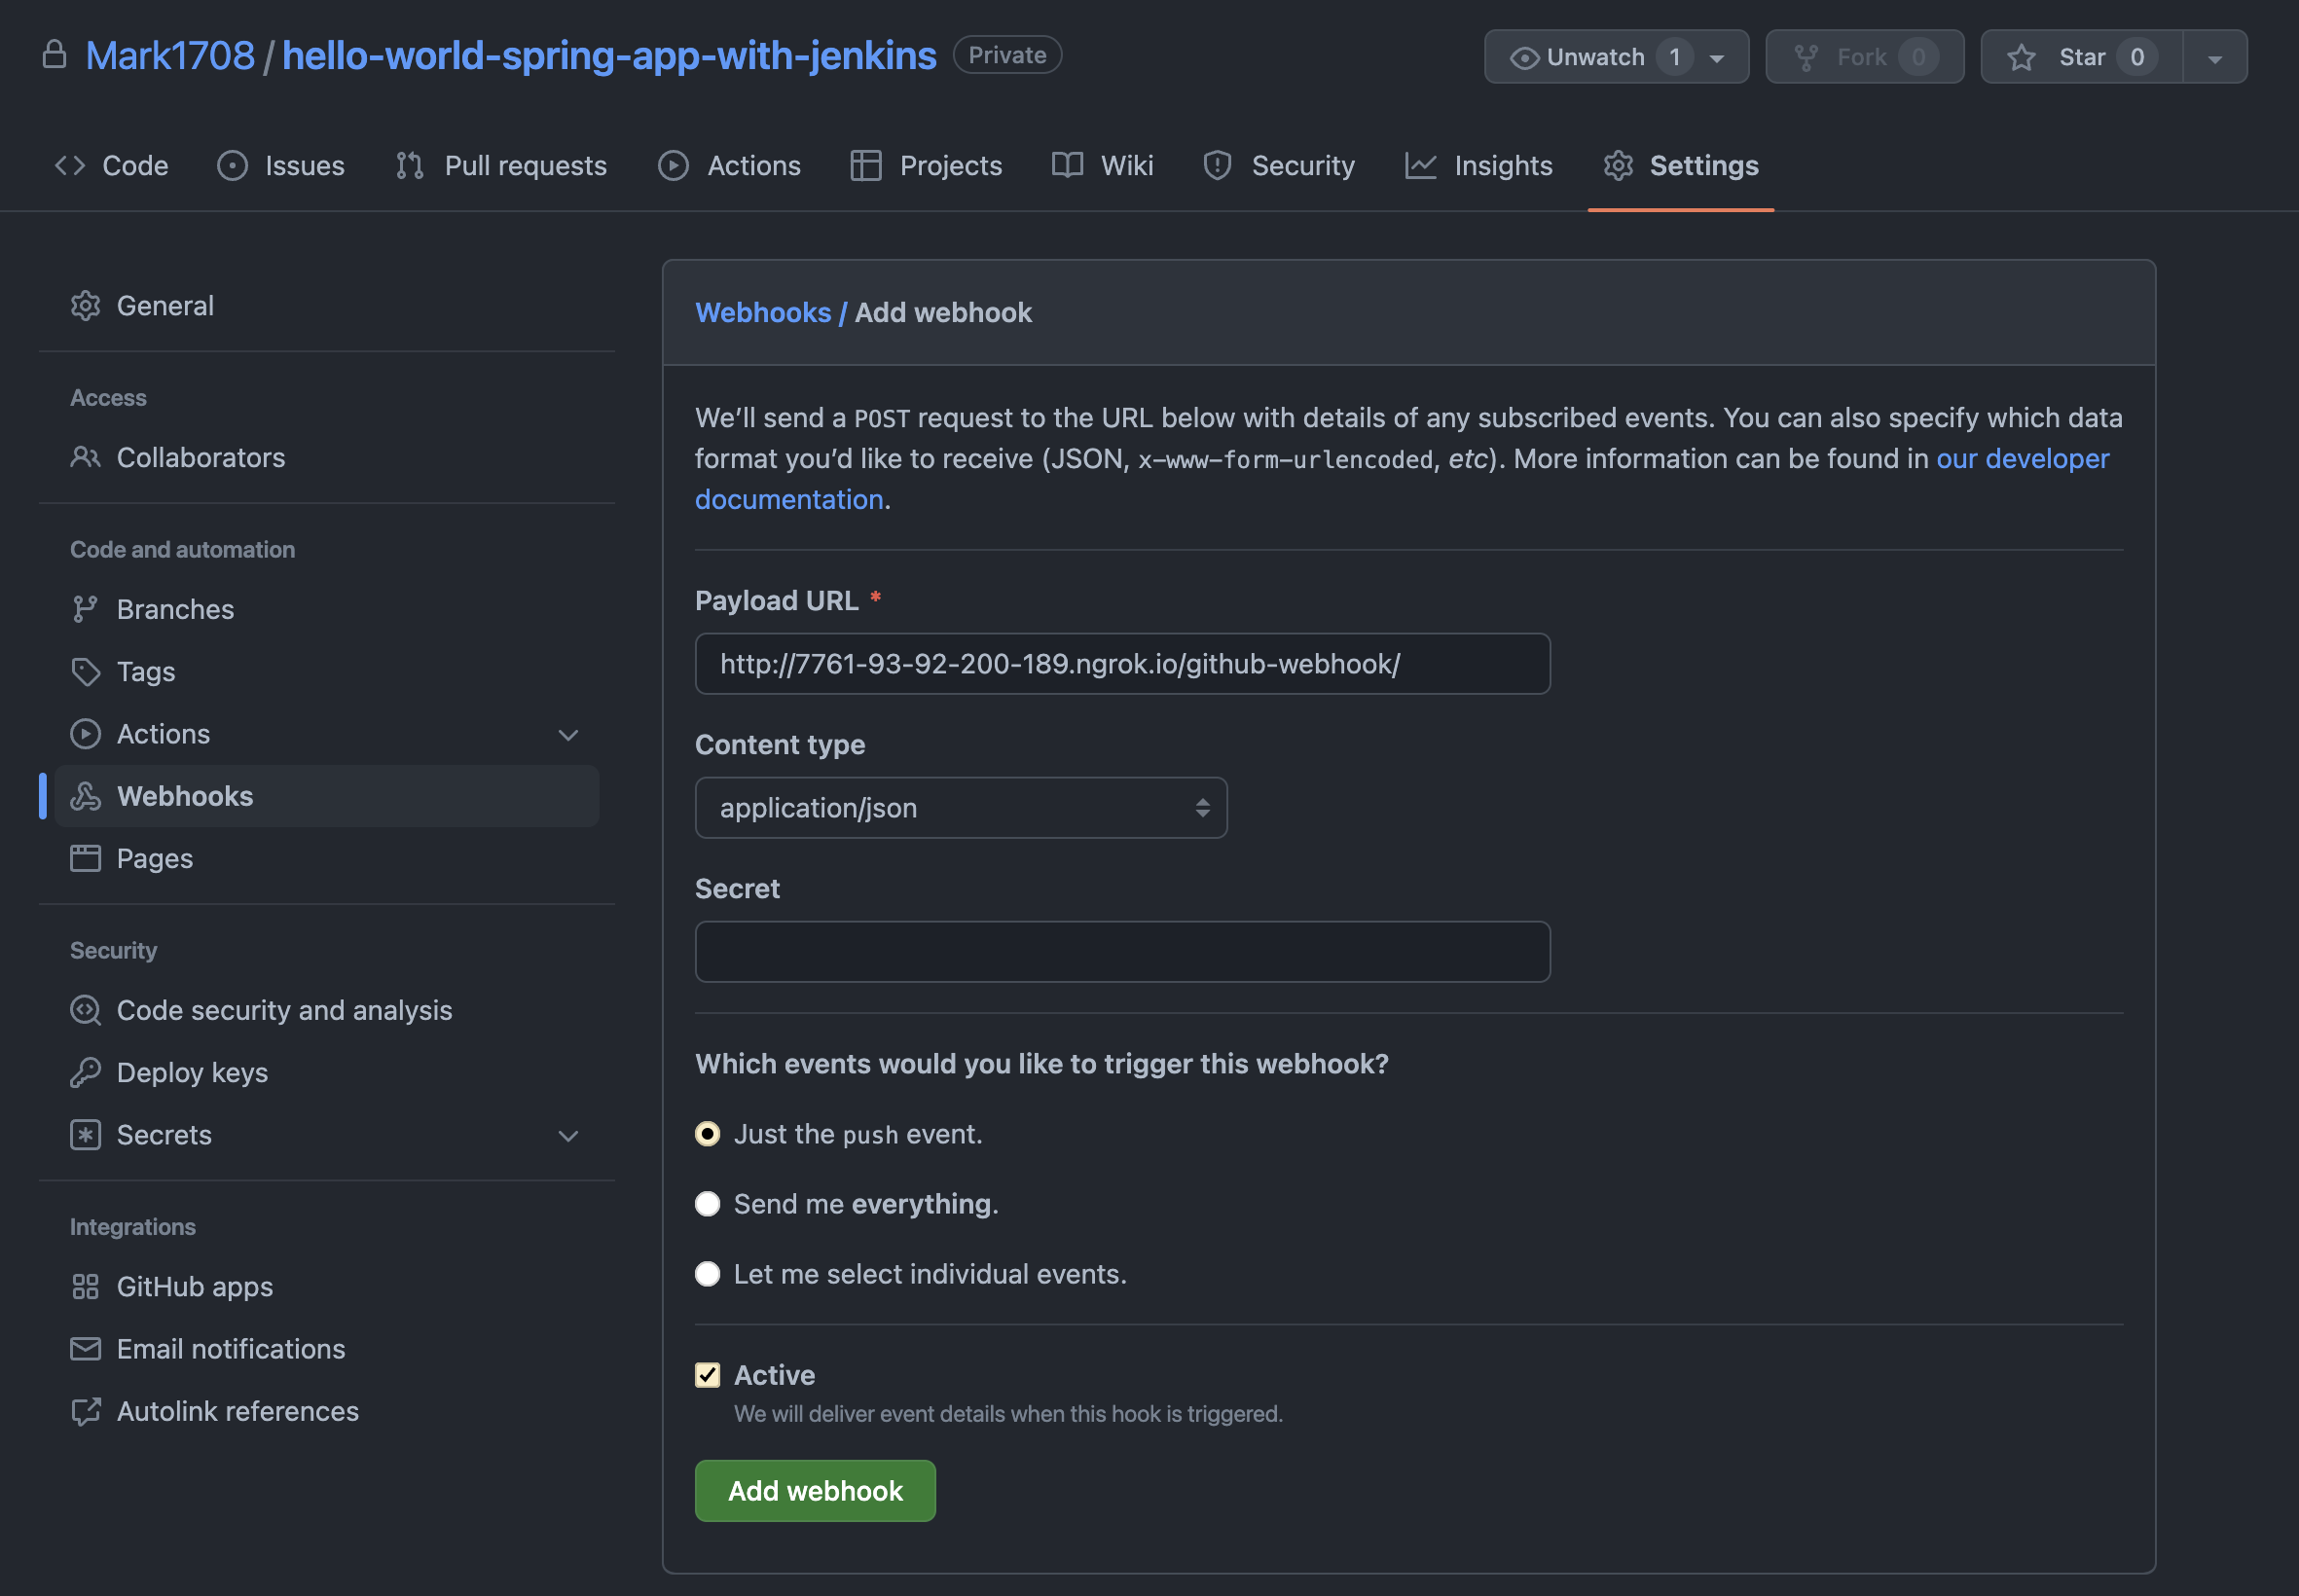 Mark1708 / hello-world-spring-app-with-jenkins Private
Unwatch 1
Fork 0
Star 0
Code
Issues
Pull requests
Actions
Projects
Wiki
Security
Insights
Settings
General
Access
Collaborators
Code and automation
Branches
Tags
Actions
Webhooks
Pages
Security
Code security and analysis
Deploy keys
Secrets
Integrations
GitHub apps
Email notifications
Autolink references
Webhooks / Add webhook
We’ll send a POST request to the URL below with details of any subscribed events. You can also specify which data
format you’d like to receive (JSON, x-www-form-urlencoded, etc). More information can be found in our developer
documentation.
Payload URL *
http://7761-93-92-200-189.ngrok.io/github-webhook/
Content type
application/json
Secret
Which events would you like to trigger this webhook?
Just the push event.
Send me everything.
Let me select individual events.
Active
We will deliver event details when this hook is triggered.
Add webhook